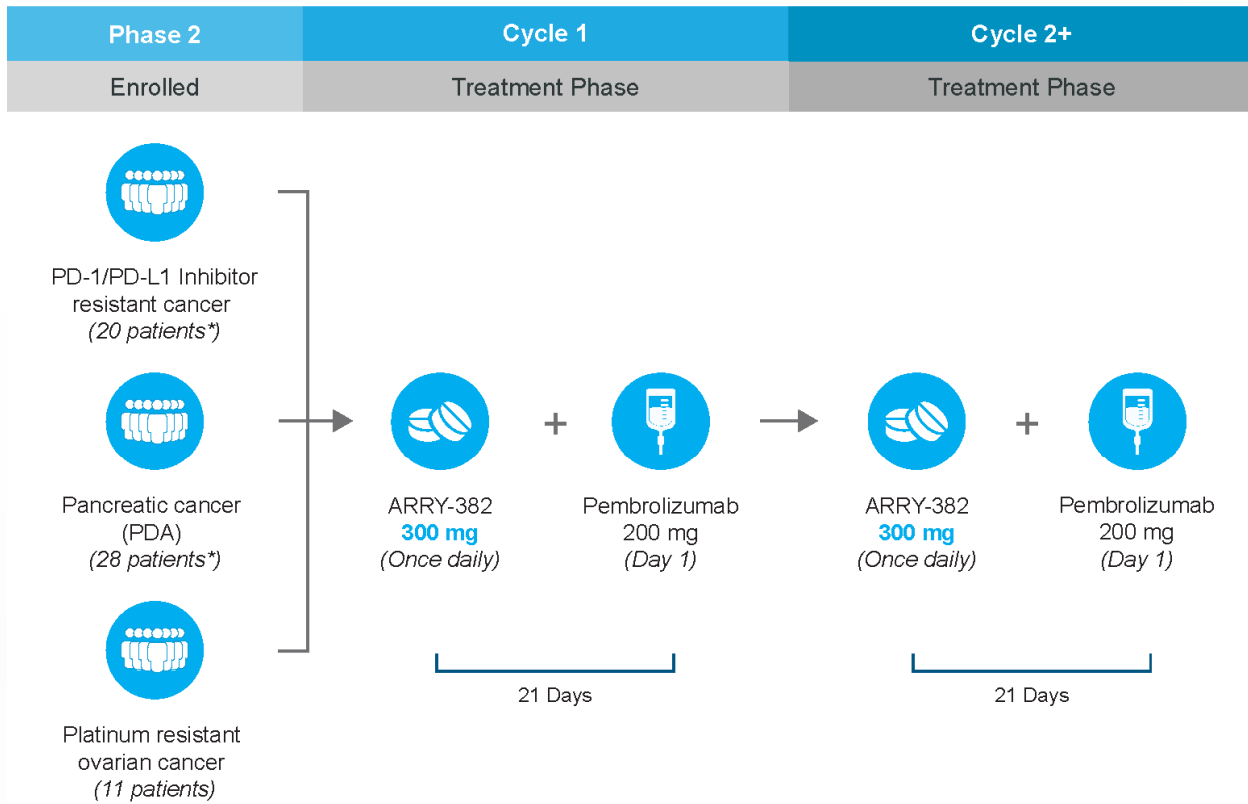 Phase 2
Cycle 1
Cycle 2+
Enrolled
Treatment Phase
Treatment Phase
PD-1/PD-L1 Inhibitor
resistant cancer
(20 patients*)
Pancreatic cancer
(PDA)
(28 patients*)
Platinum resistant
ovarian cancer
(11 patients)
ARRY-382
300 mg
(Once daily)
+
Pembrolizumab
200 mg
(Day 1)
21 Days
ARRY-382
300 mg
(Once daily)
+
Pembrolizumab
200 mg
(Day 1)
21 Days